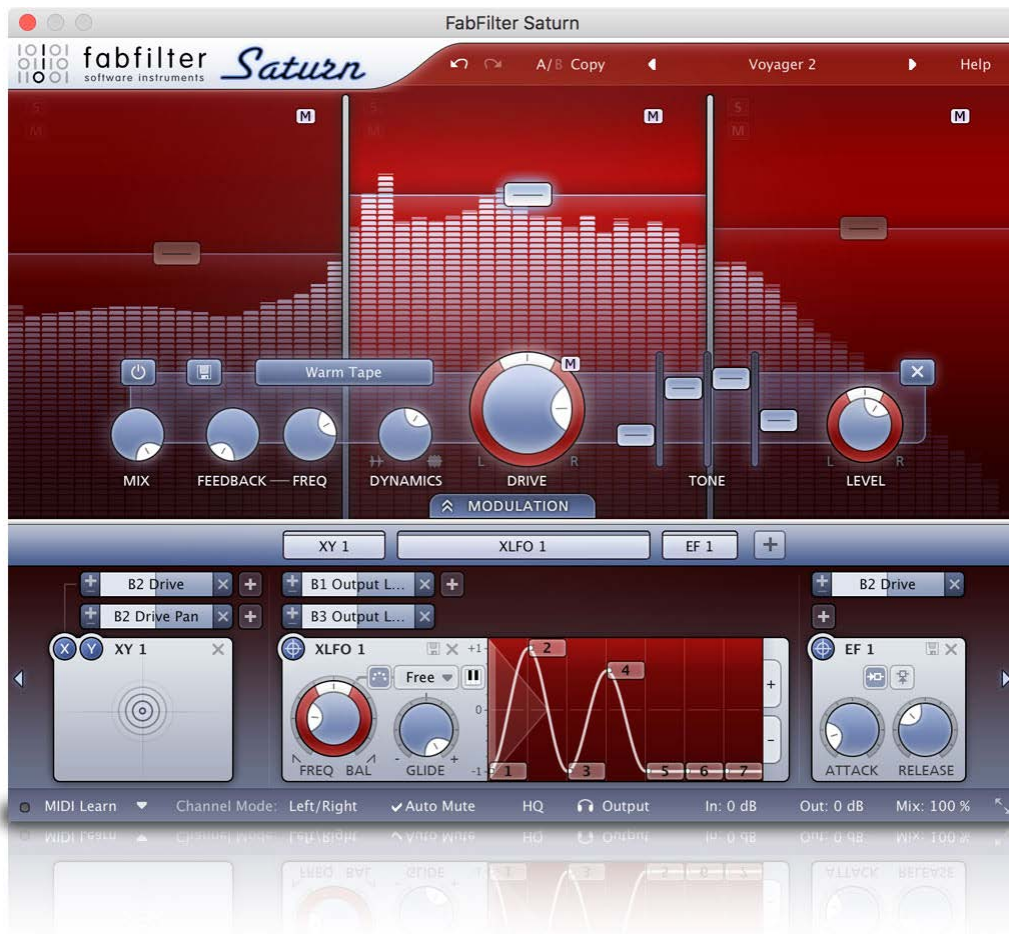 FabFilter Saturn
fabfilter
software instruments
Saturn
A/B Copy
Voyager 2
Help
S
M
M
S
M
M
S
M
M
Warm Tape
M
MIX
FEEDBACK
FREQ
DYNAMICS
L
R
DRIVE
TONE
L
R
LEVEL
MODULATION
XY 1
XLFO 1
EF 1
B2 Drive
B1 Output L...
B2 Drive
B2 Drive Pan
B3 Output L...
X
Y
XY 1
XLFO 1
+1
2
EF 1
Free
4
0
FREQ
BAL
-
GLIDE
+
-1
1
3
5
6
7
+
-
ATTACK
RELEASE
MIDI Learn
Channel Mode: Left/Right
Auto Mute
HQ
Output
In: 0 dB
Out: 0 dB
Mix: 100 %